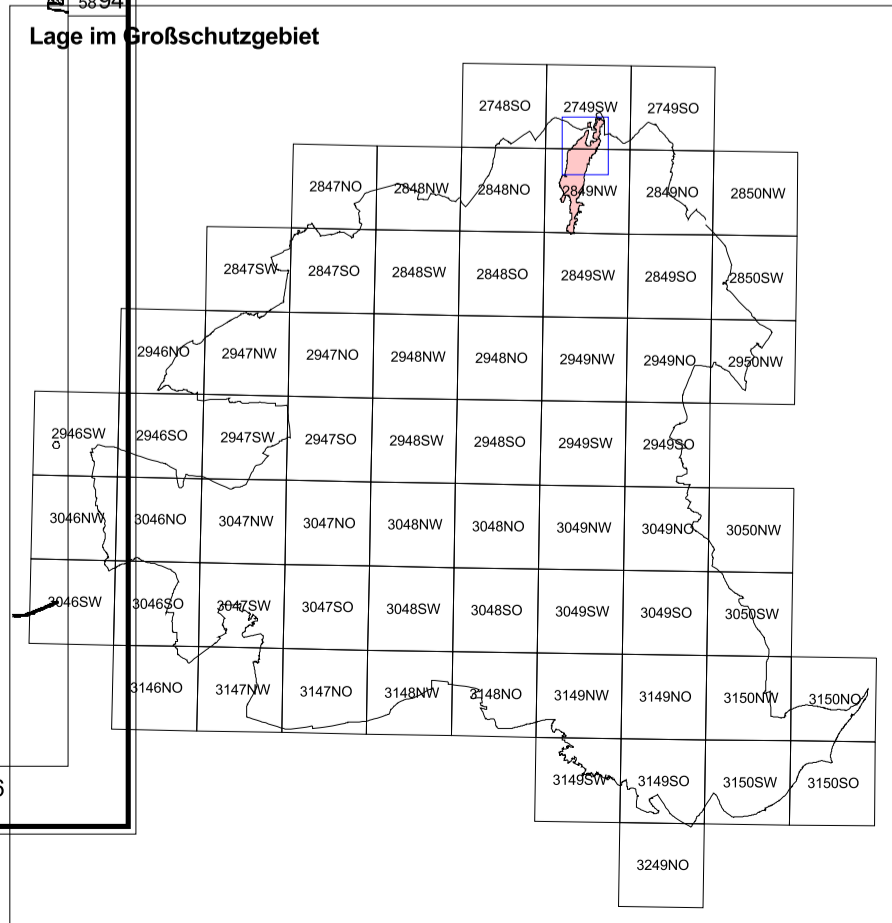 5894
Lage im Großschutzgebiet
2748SO 2749SW 2749SO
2847NO 2848NW 2848NO 2849NW 2849NO 2850NW
2847SW 2847SO 2848SW 2848SO 2849SW 2849SO 2850SW
2946NO 2947NW 2947NO 2948NW 2948NO 2949NW 2949NO 2950NW
2946SW 2946SO 2947SW 2947SO 2948SW 2948SO 2949SW 2949SO
3046NW 3046NO 3047NW 3047NO 3048NW 3048NO 3049NW 3049NO 3050NW
3046SW 3046SO 3047SW 3047SO 3048SW 3048SO 3049SW 3049SO 3050SW
3146NO 3147NW 3147NO 3148NW 3148NO 3149NW 3149NO 3150NW 3150NO
3149SW 3149SO 3150SW 3150SO
6
3249NO